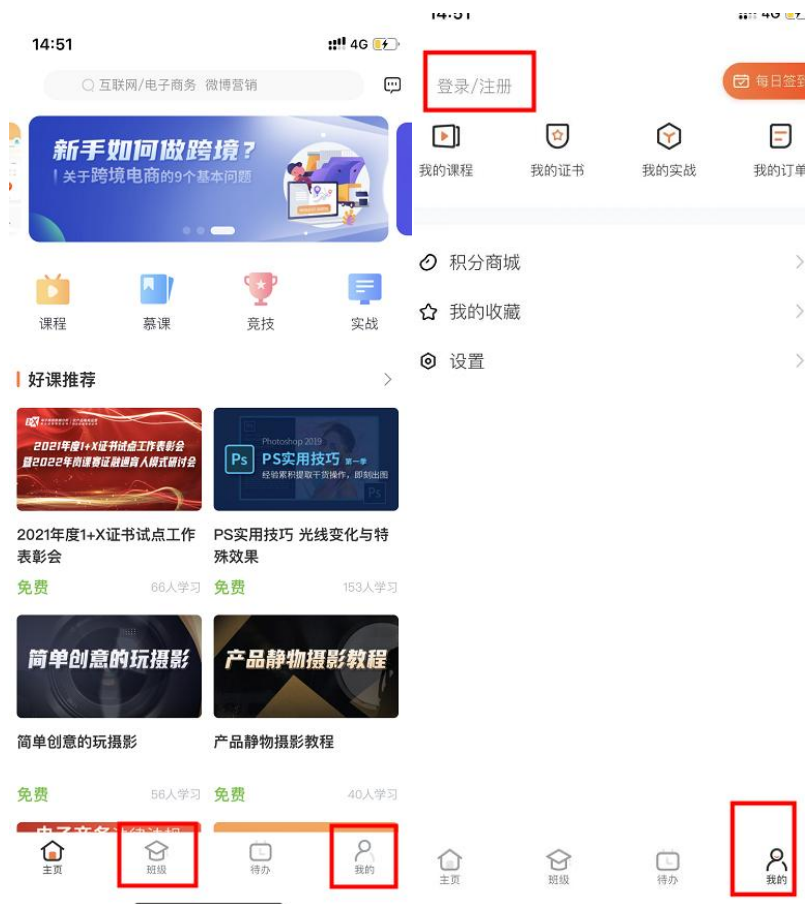 14:51
4G
互联网/电子商务 微博营销
新手如何做跨境？
关于跨境电商的9个基本问题
课程
慕课
竞技
实战
好课推荐
2021年度1+X证书试点工作表彰会
暨2022年岗课赛证融通育人模式研讨会
Photoshop 2019
Ps
PS实用技巧 第一季
经验累积提取干货操作，即刻出图
Ps
2021年度1+X证书试点工作
表彰会
PS实用技巧 光线变化与特
殊效果
免费
66人学习
免费
153人学习
简单创意的玩摄影
产品静物摄影教程
简单创意的玩摄影
产品静物摄影教程
免费
56人学习
免费
40人学习
主页
班级
待办
我的
14:51
4G
登录/注册
每日签到
我的课程
我的证书
我的实战
我的订单
积分商城
我的收藏
设置
主页
班级
待办
我的